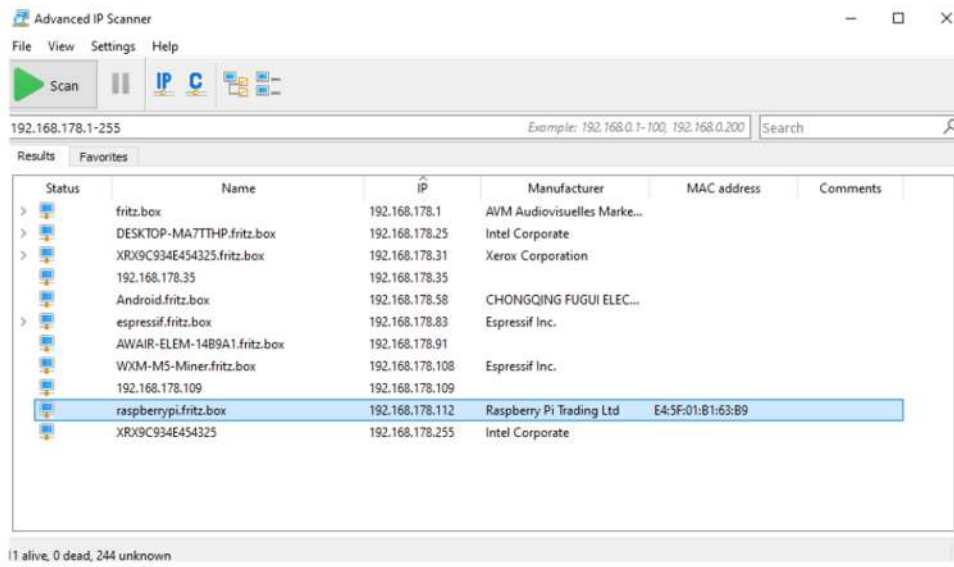 Advanced IP Scanner
File View Settings Help
Scan IP C
192.168.178.1-255 Example: 192.168.0.1-100, 192.168.0.200 Search
Results Favorites
Status Name IP Manufacturer MAC address Comments
fritz.box 192.168.178.1 AVM Audiovisuelles Marke...
DESKTOP-MA7TTHP.fritz.box 192.168.178.25 Intel Corporate
XRX9C934E454325.fritz.box 192.168.178.31 Xerox Corporation
192.168.178.35 192.168.178.35
Android.fritz.box 192.168.178.58 CHONGQING FUGUI ELEC...
espressif.fritz.box 192.168.178.83 Espressif Inc.
AWAIR-ELEM-14B9A1.fritz.box 192.168.178.91
WXM-M5-Miner.fritz.box 192.168.178.108 Espressif Inc.
192.168.178.109 192.168.178.109
raspberrypi.fritz.box 192.168.178.112 Raspberry Pi Trading Ltd E4:5F:01:B1:63:B9
XRX9C934E454325 192.168.178.255 Intel Corporate
11 alive, 0 dead, 244 unknown